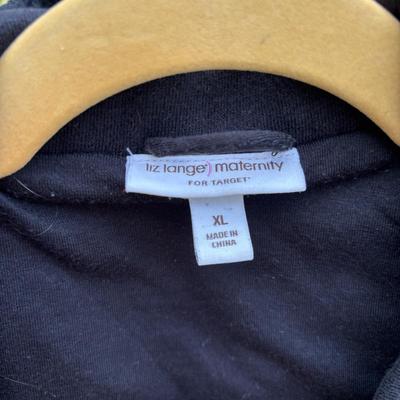 liz lange) maternity
FOR TARGET®
XL
MADE IN
CHINA